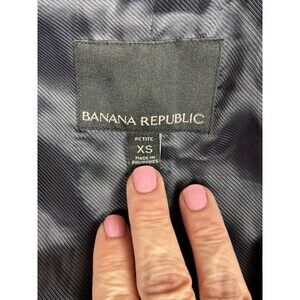 BANANA REPUBLIC
PETITE
XS
MADE IN
PHILIPPINES